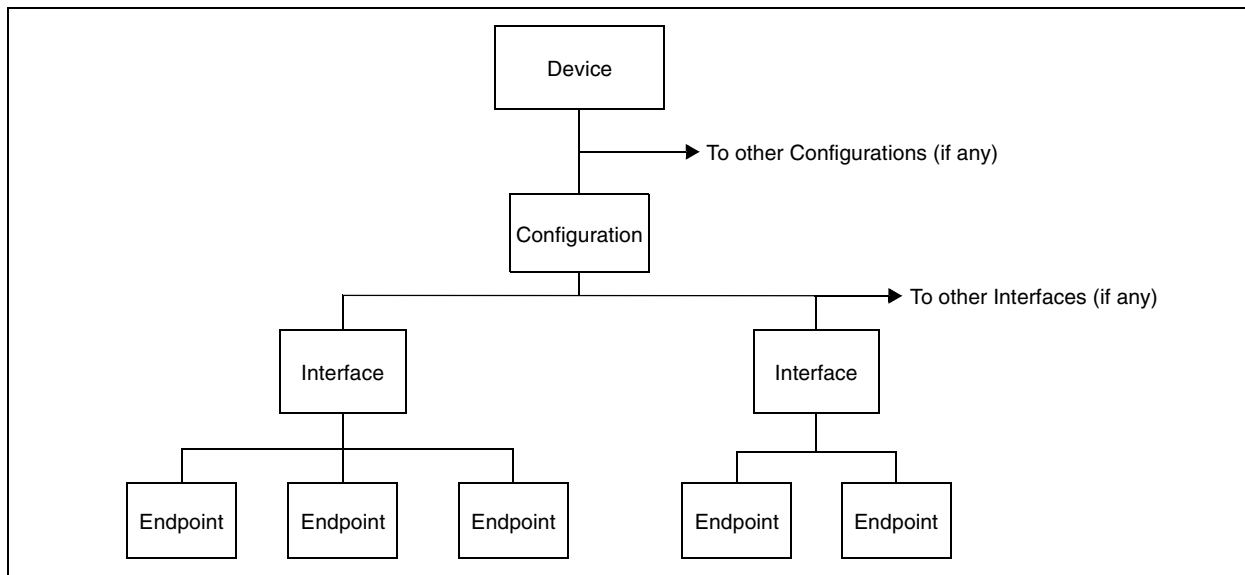 Device
To other Configurations (if any)
Configuration
To other Interfaces (if any)
Interface
Interface
Endpoint
Endpoint
Endpoint
Endpoint
Endpoint